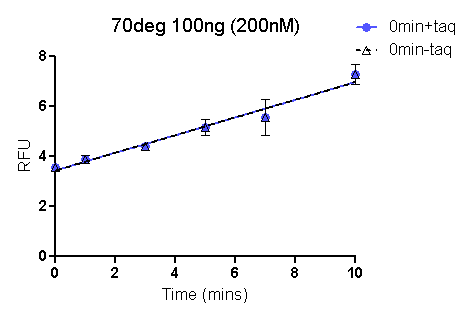 70deg 100ng (200nM)
0min+taq
0min-taq
8
6
4
2
0
RFU
0 2 4 6 8 10
Time (mins)